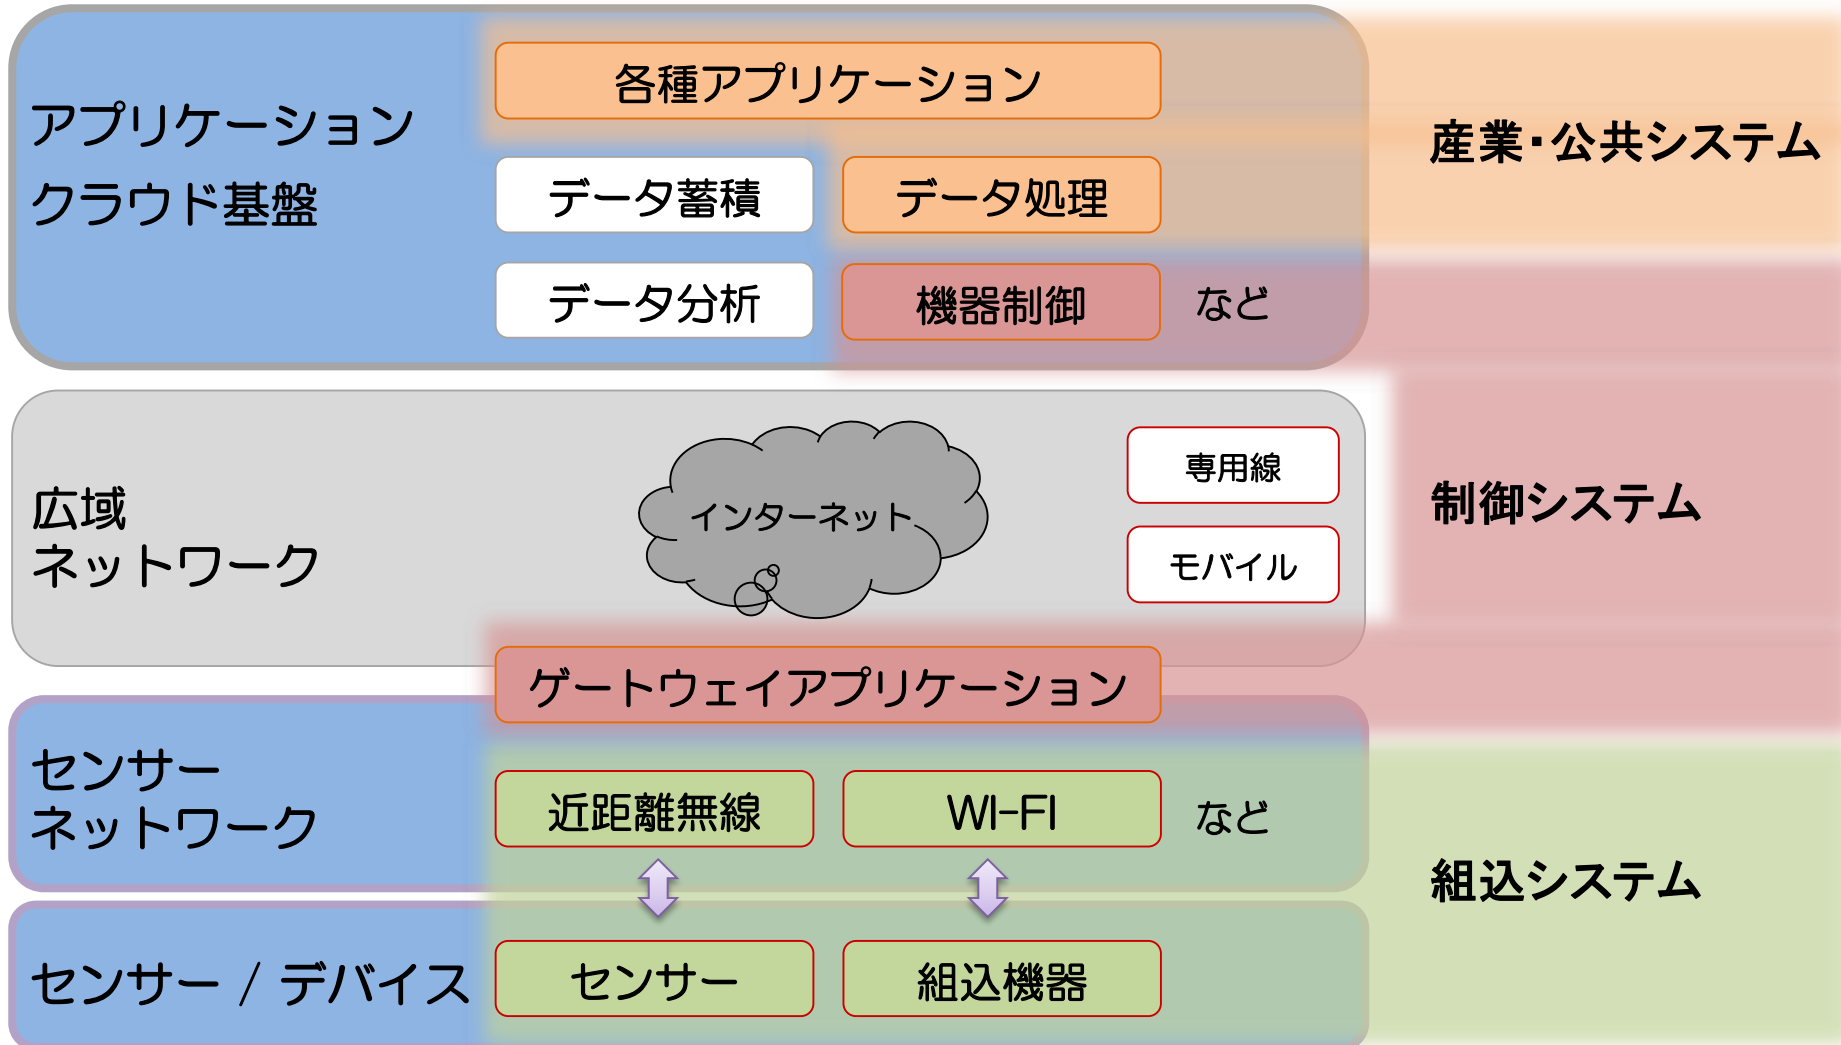 アプリケーション
クラウド基盤
各種アプリケーション
データ蓄積
データ処理
データ分析
機器制御
など
産業・公共システム
広域
ネットワーク
インターネット
専用線
モバイル
制御システム
ゲートウェイアプリケーション
センサー
ネットワーク
近距離無線
WI-FI
など
組込システム
センサー / デバイス
センサー
組込機器